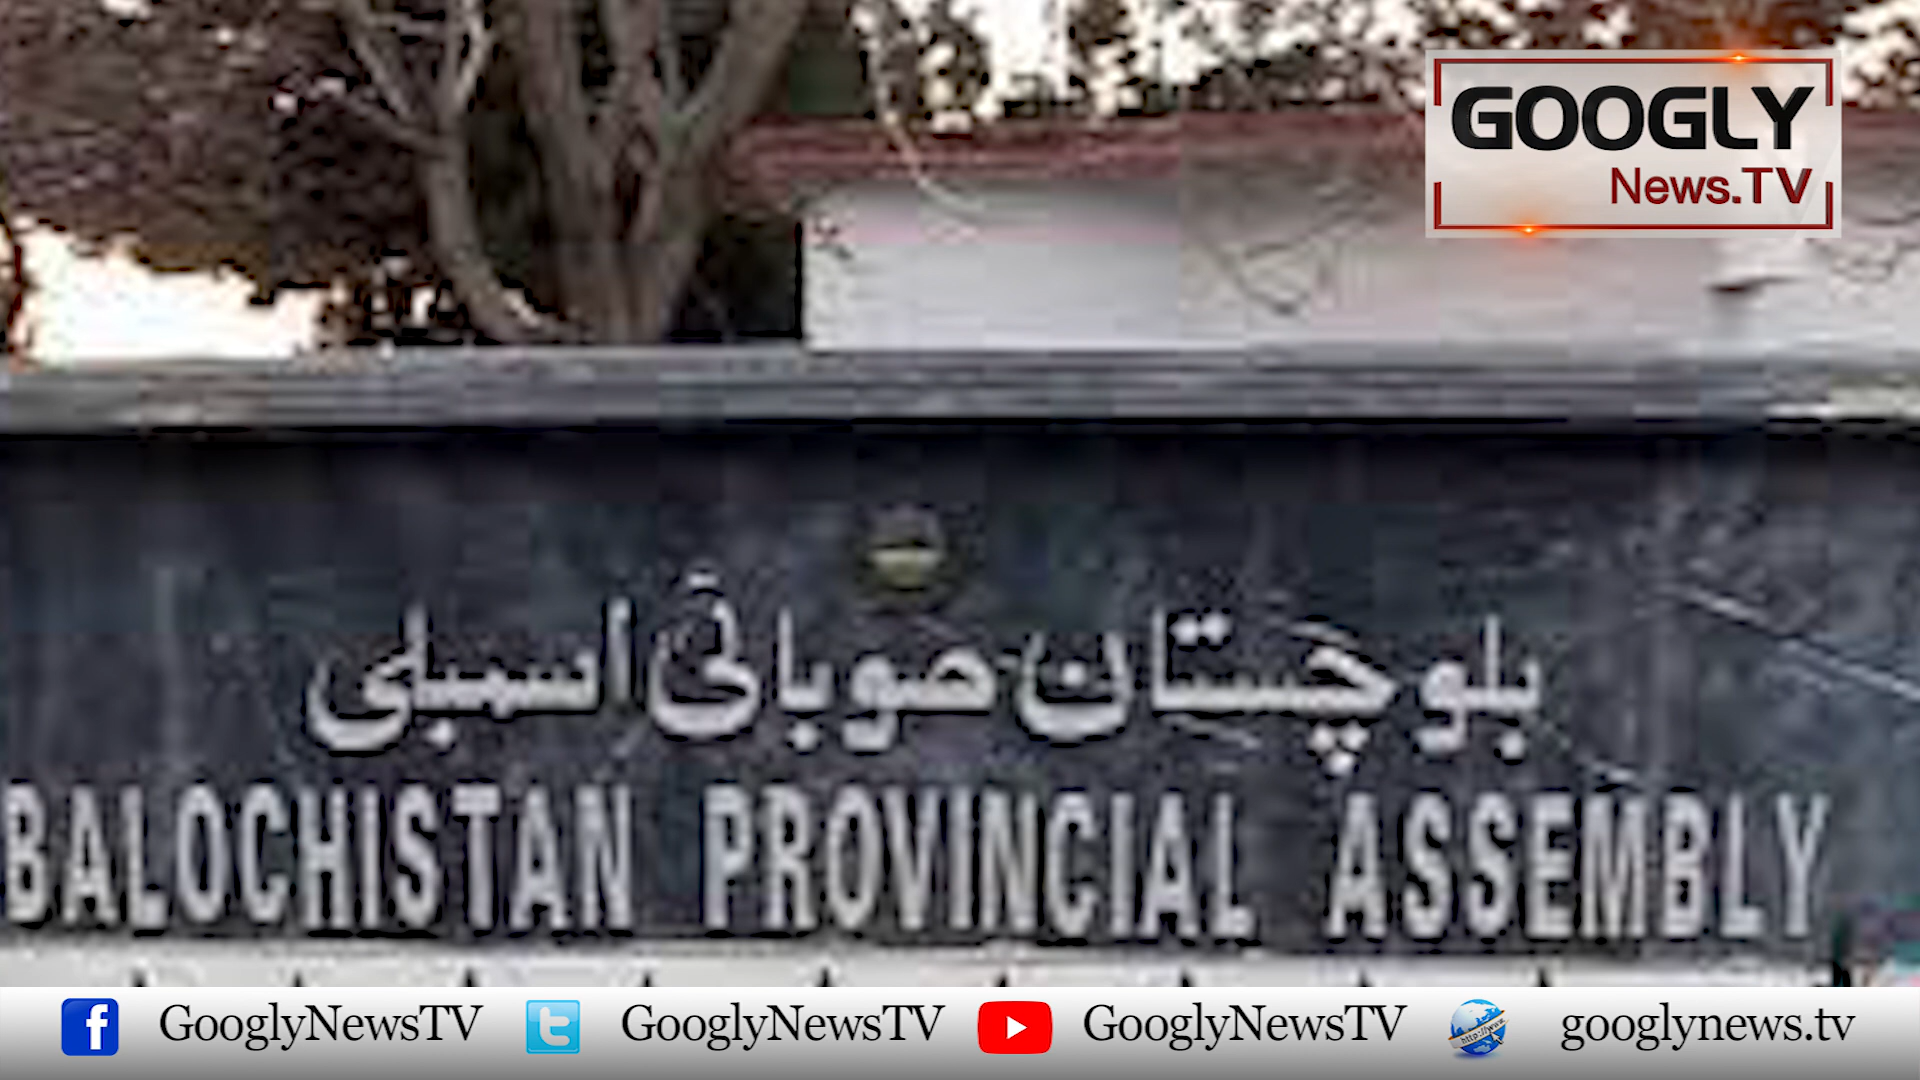 GOOGLY
News.TV
بلوچستان صوبائی اسمبلی
BALOCHISTAN PROVINCIAL ASSEMBLY
GooglyNewsTV GooglyNewsTV GooglyNewsTV googlynews.tv